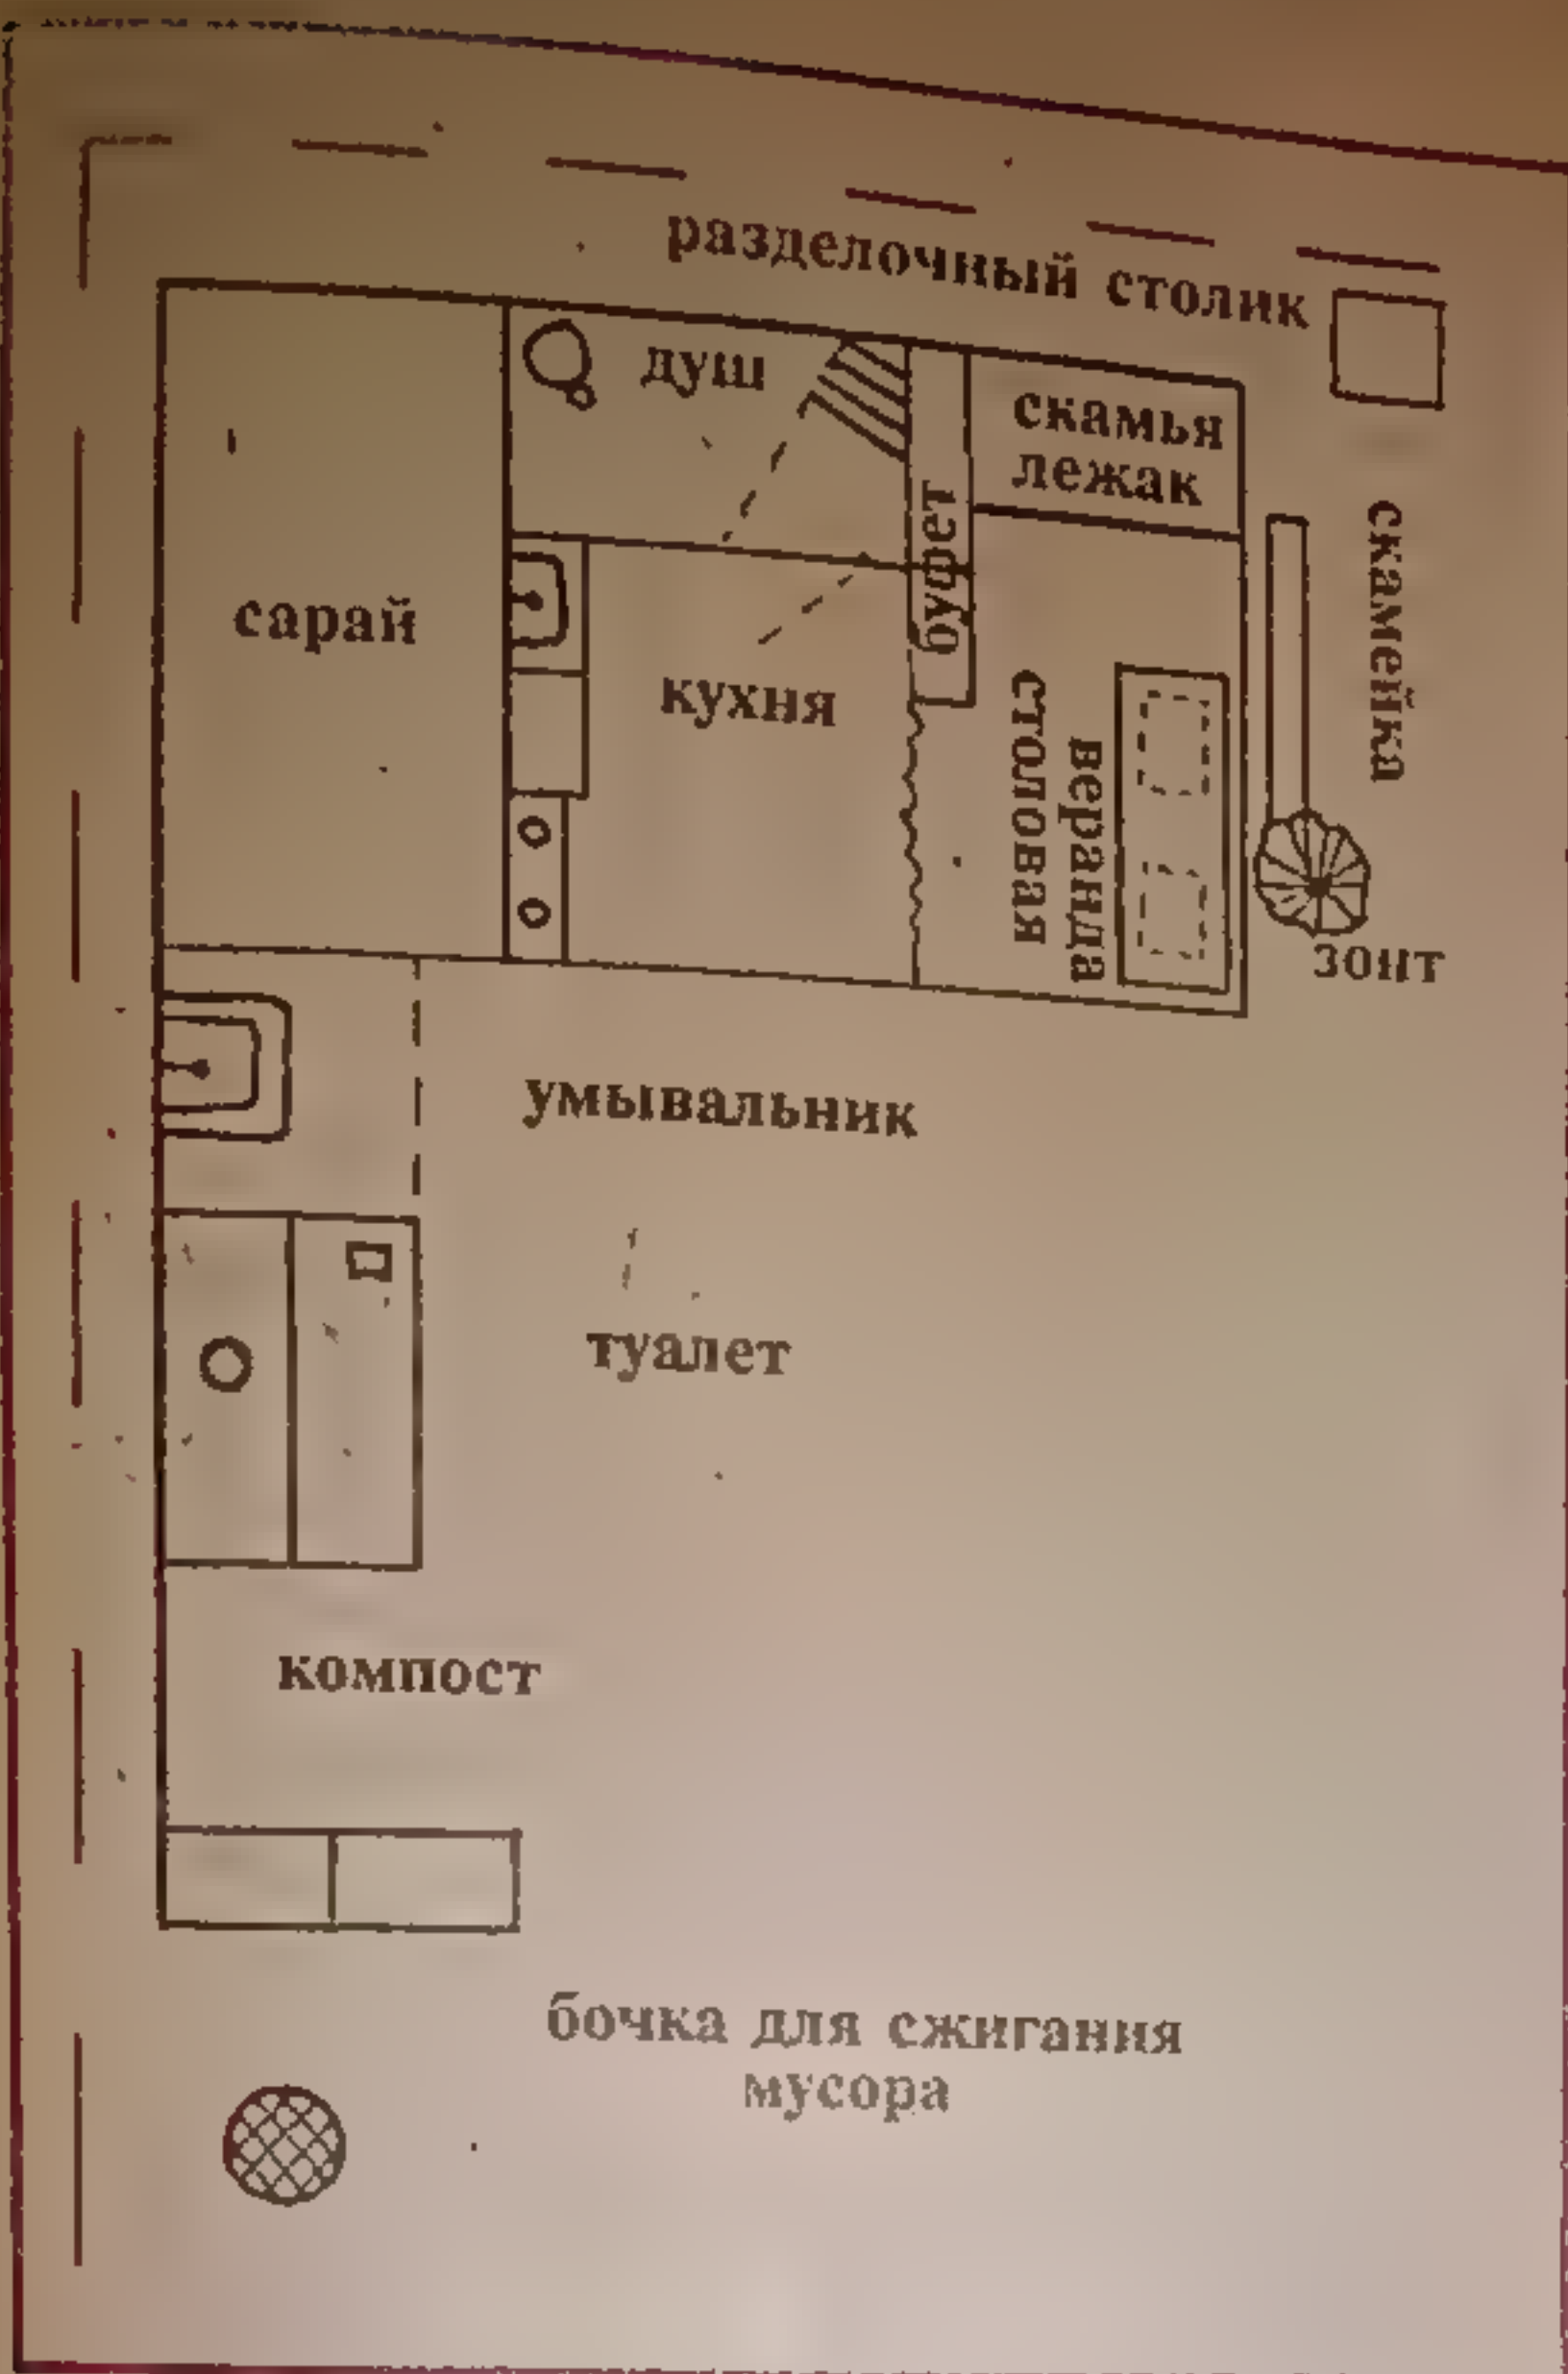 разделочный столик
душ
скамья
лежак
буфет
скамейка
сарай
кухня
столовая
веранда
зонт
умывальник
туалет
компост
бочка для сжигания
мусора